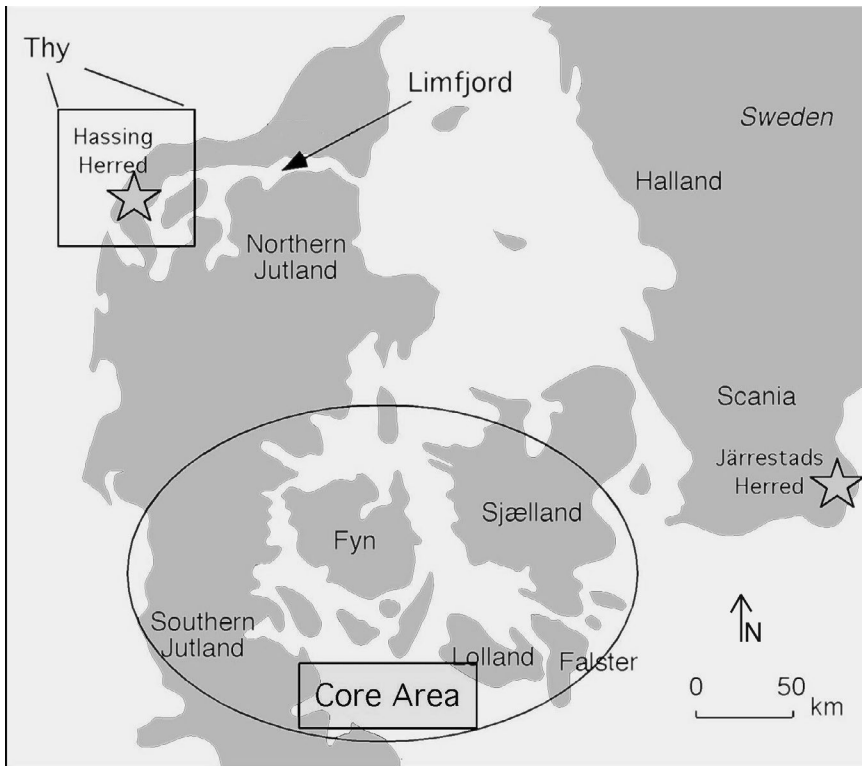 Thy
Limfjord
Hassing
Herred
Sweden
Halland
Northern
Jutland
Scania
Järrestads
Herred
Sjælland
Fyn
Southern
Jutland
Lolland
Falster
N
Core Area
0 50
km